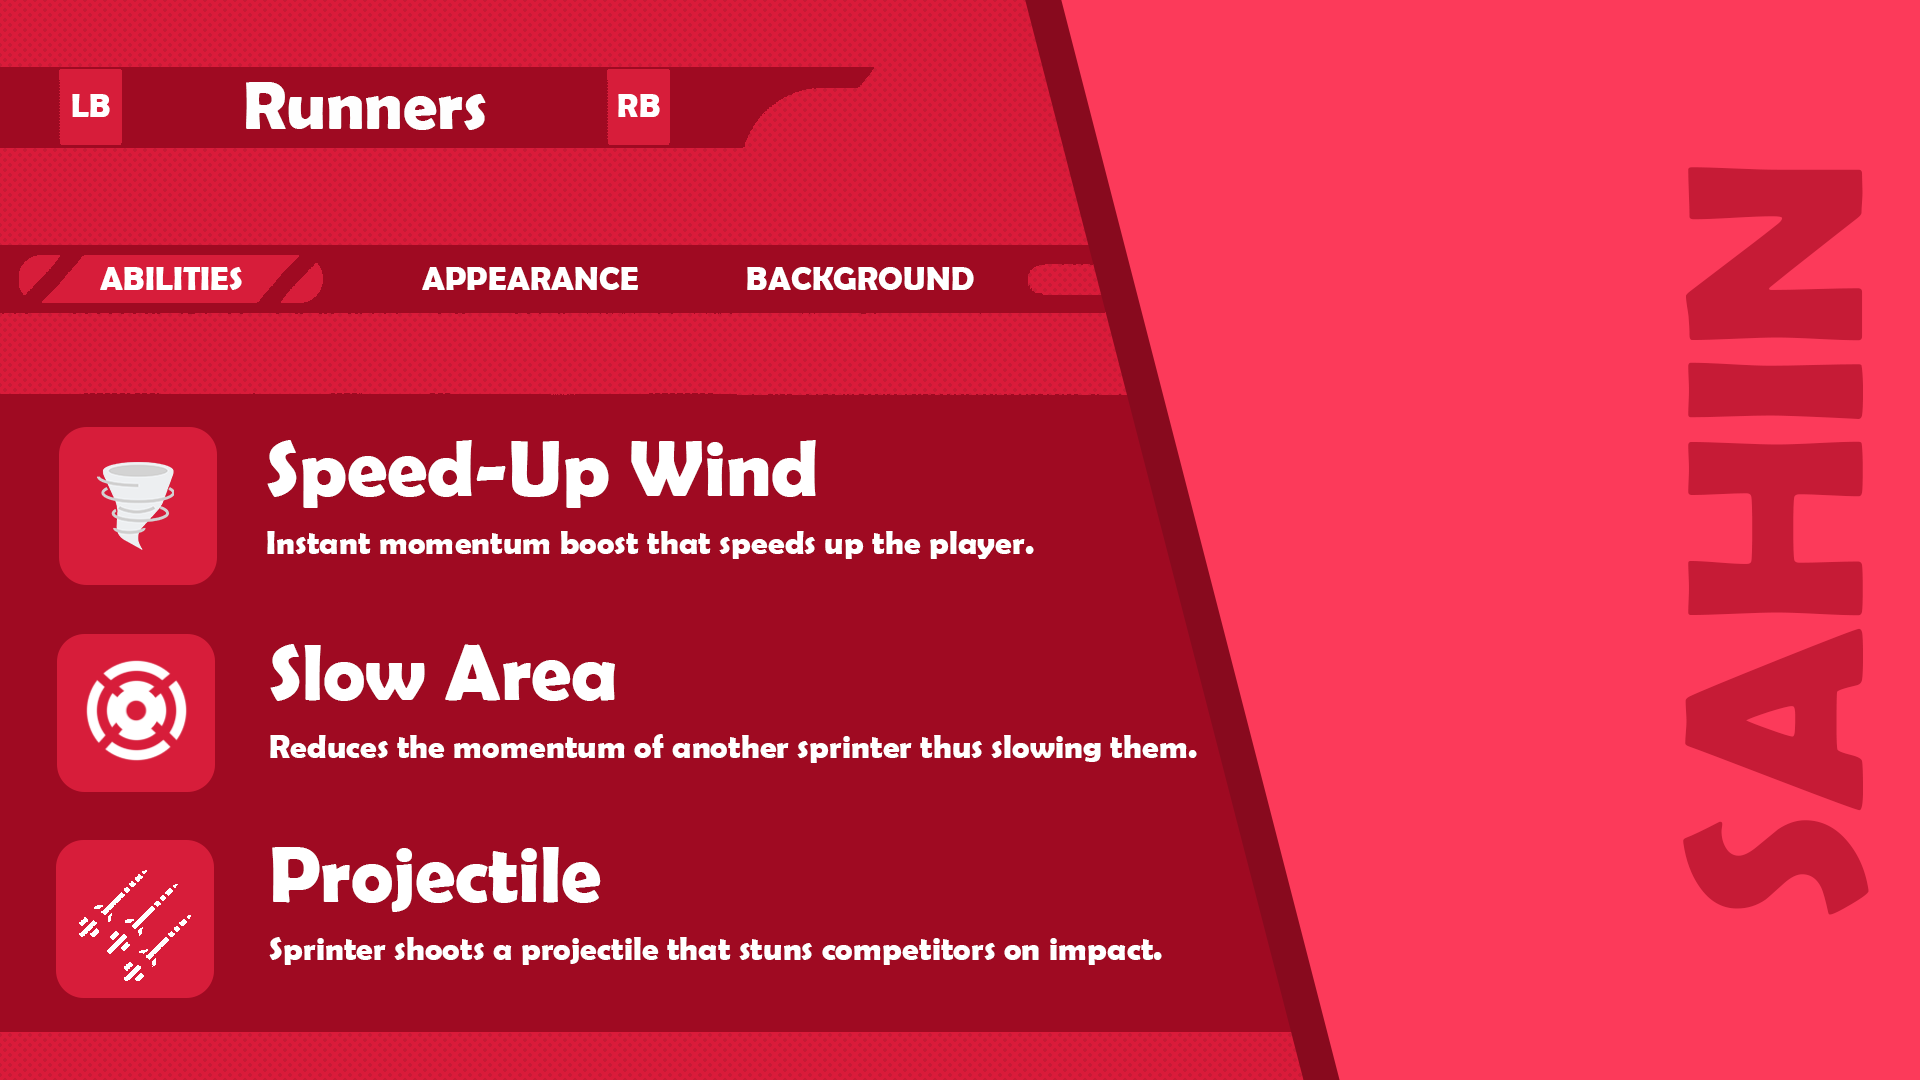 LB Runners RB
ABILITIES APPEARANCE BACKGROUND
Speed-Up Wind
Instant momentum boost that speeds up the player.
Slow Area
Reduces the momentum of another sprinter thus slowing them.
Projectile
Sprinter shoots a projectile that stuns competitors on impact.
SAHIIN